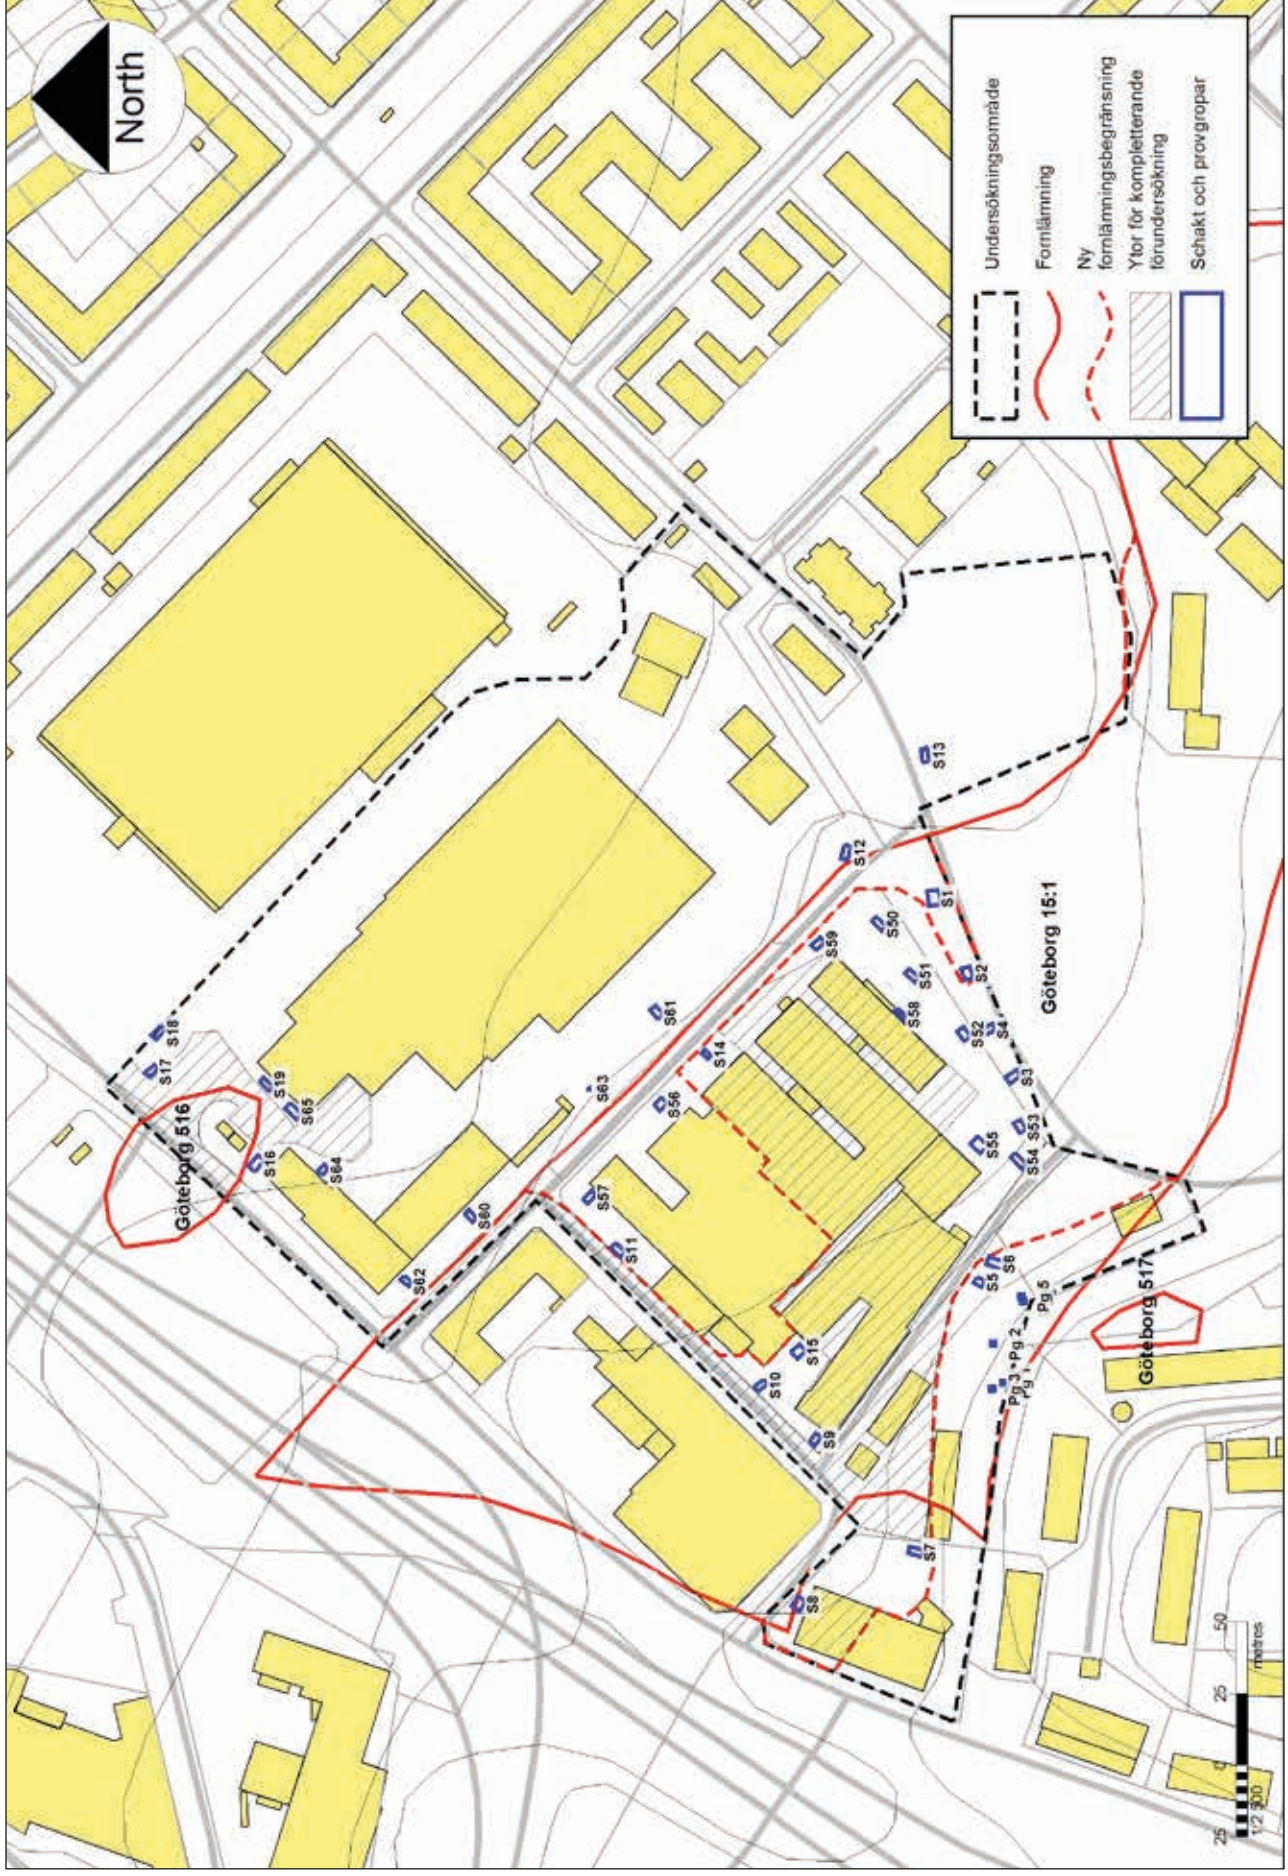 North
Undersökningsområde
Fornlämning
Ny
fornlämningsbegränsning
Ytor för kompletterande
förundersökning
Schakt och provgropar
Göteborg 516
S17
S18
S19
S65
S16
S64
S60
S62
S63
S61
S57
S11
S56
S14
S59
S12
S50
S51
S58
S1
S2
S13
S52
S4
S3
S53
S54
S55
S15
S10
S9
S5
S6
S7
S8
Pg 5
Pg 2
Pg 3
Pg 1
Göteborg 15:1
Göteborg 517
25 0 25 50
1/2 500 metres